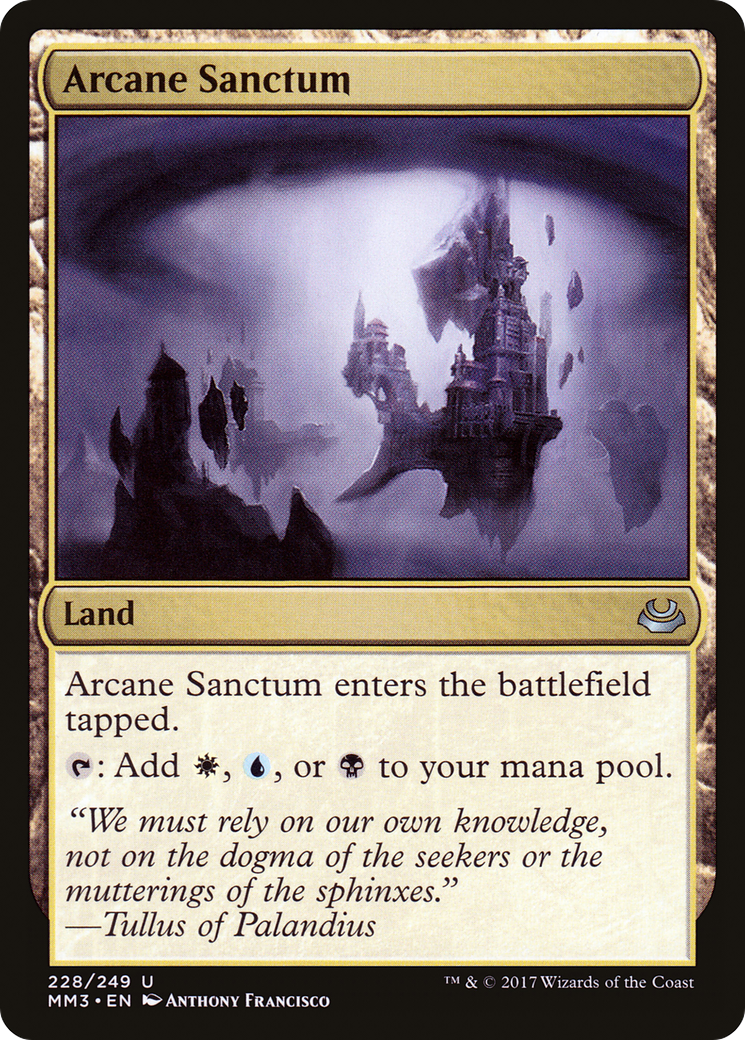 Arcane Sanctum
Land
Arcane Sanctum enters the battlefield
tapped.
: Add , , or to your mana pool.
“We must rely on our own knowledge,
not on the dogma of the seekers or the
mutterings of the sphinxes.”
—Tullus of Palandius
228/249 U
™ & © 2017 Wizards of the Coast
MM3 • EN Anthony Francisco